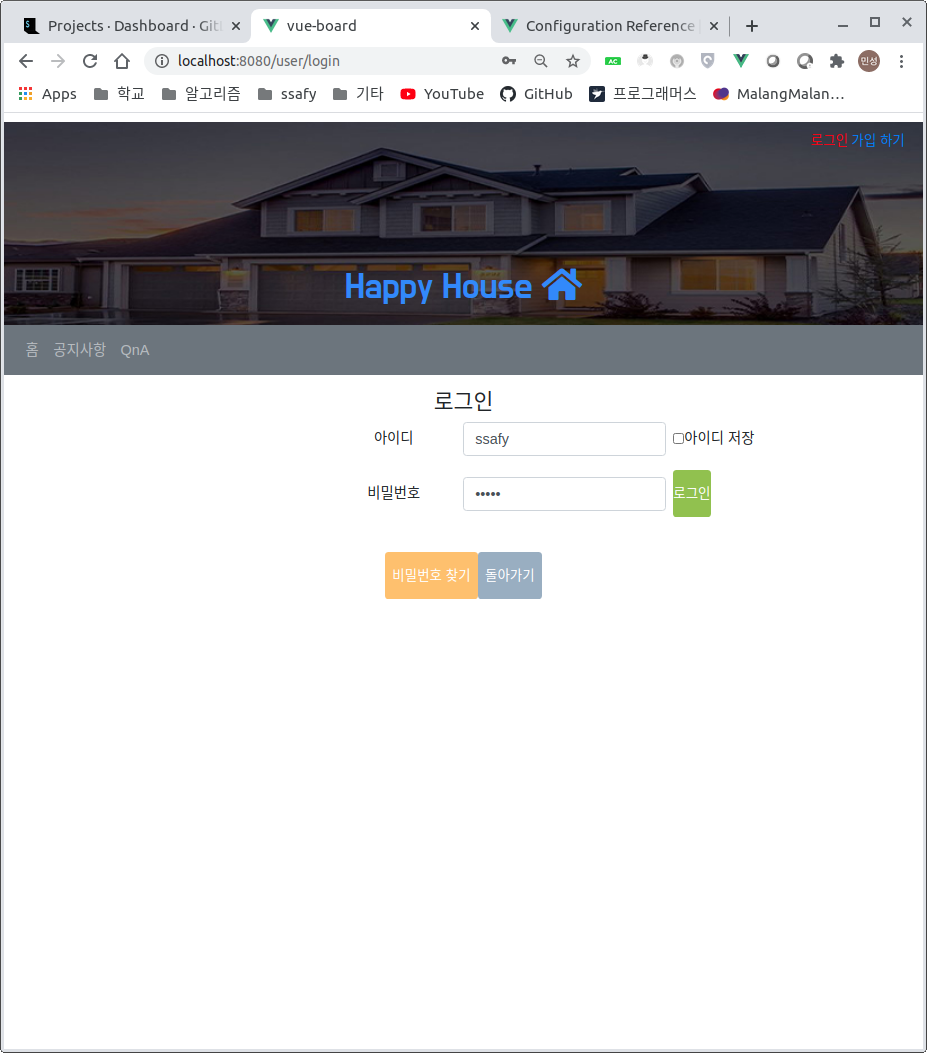 Projects · Dashboard · Git
vue-board
Configuration Reference
localhost:8080/user/login
AC
민성
Apps 학교 알고리즘 ssafy 기타 YouTube GitHub 프로그래머스 MalangMalan…
로그인 가입 하기
Happy House
홈 공지사항 QnA
로그인
아이디 ssafy 아이디 저장
비밀번호 ••••• 로그인
비밀번호 찾기 돌아가기